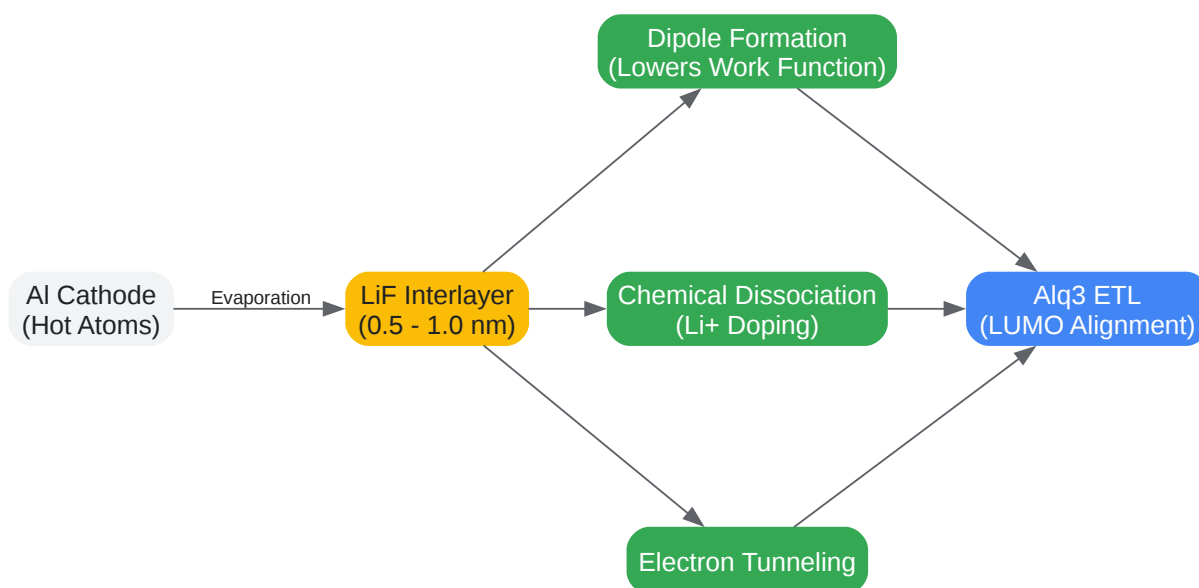 Dipole Formation
(Lowers Work Function)
Al Cathode
(Hot Atoms)
Evaporation
LiF Interlayer
(0.5 - 1.0 nm)
Chemical Dissociation
(Li+ Doping)
Alq3 ETL
(LUMO Alignment)
Electron Tunneling